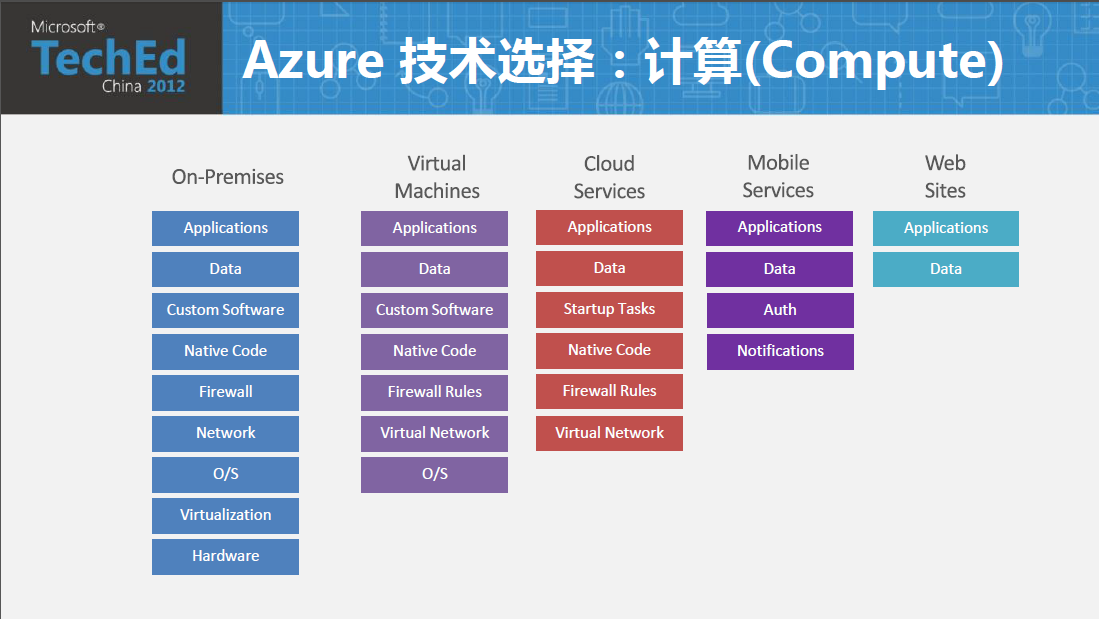 Microsoft®
TechEd
China 2012
Azure 技术选择：计算(Compute)
On-Premises
Applications
Data
Custom Software
Native Code
Firewall
Network
O/S
Virtualization
Hardware
Virtual
Machines
Applications
Data
Custom Software
Native Code
Firewall Rules
Virtual Network
O/S
Cloud
Services
Applications
Data
Startup Tasks
Native Code
Firewall Rules
Virtual Network
Mobile
Services
Applications
Data
Auth
Notifications
Web
Sites
Applications
Data